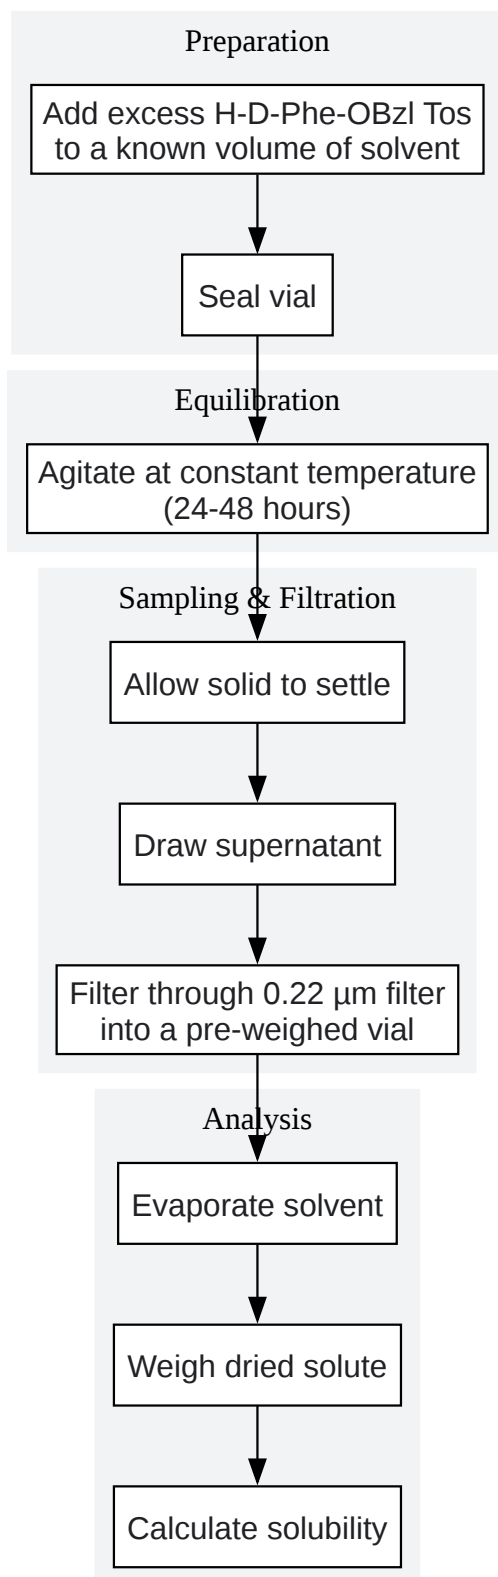 Preparation
Add excess H-D-Phe-OBzl Tos
to a known volume of solvent
Seal vial
Equilibration
Agitate at constant temperature
(24-48 hours)
Sampling & Filtration
Allow solid to settle
Draw supernatant
Filter through 0.22 µm filter
into a pre-weighed vial
Analysis
Evaporate solvent
Weigh dried solute
Calculate solubility